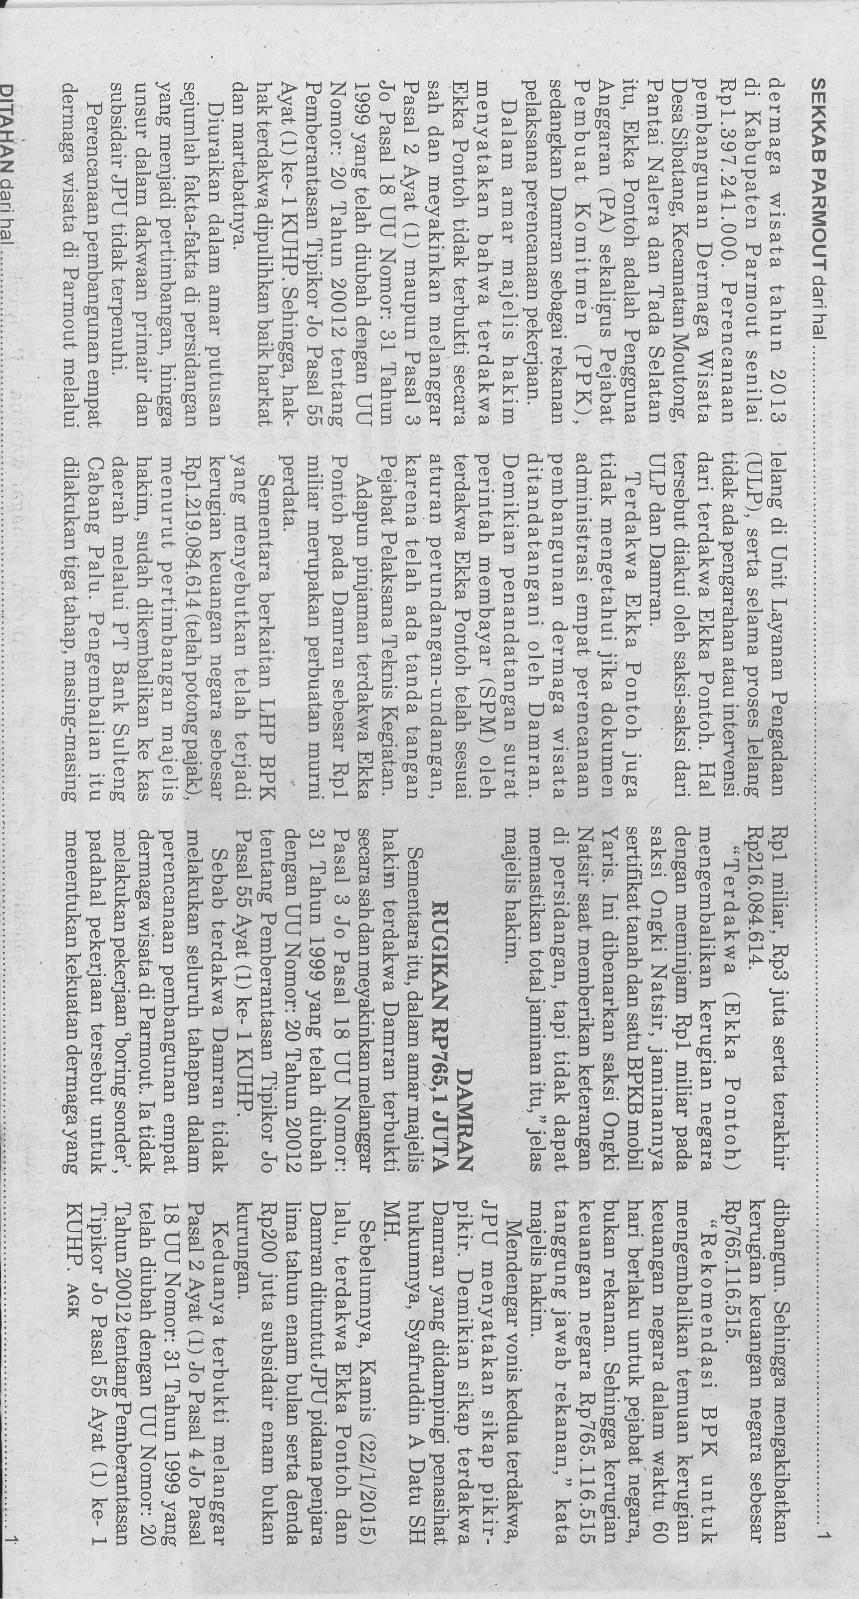 SEKKAB PARMOUT dari hal ........ 1
dermaga wisata tahun 2013
di Kabupaten Parmout senilai
Rp1.397.241.000. Perencanaan
pembangunan Dermaga Wisata
Desa Sibatang, Kecamatan Moutong,
Pantai Nalera dan Tada Selatan
itu, Ekka Pontoh adalah Pengguna
Anggaran (PA) sekaligus Pejabat
Pembuat Komitmen (PPK),
sedangkan Damran sebagai rekanan
pelaksana perencanaan pekerjaan.
Dalam amar majelis hakim
menyatakan bahwa terdakwa
Ekka Pontoh tidak terbukti secara
sah dan meyakinkan melanggar
Pasal 2 Ayat (1) maupun Pasal 3
Jo Pasal 18 UU Nomor: 31 Tahun
1999 yang telah diubah dengan UU
Nomor: 20 Tahun 20012 tentang
Pemberantasan Tipikor Jo Pasal 55
Ayat (1) ke- 1 KUHP. Sehingga, hak-
hak terdakwa dipulihkan baik harkat
dan martabatnya.
Diuraikan dalam amar putusan
sejumlah fakta-fakta di persidangan
yang menjadi pertimbangan, hingga
unsur dalam dakwaan primair dan
subsidair JPU tidak terpenuhi.
Perencanaan pembangunan empat
dermaga wisata di Parmout melalui
lelang di Unit Layanan Pengadaan
(ULP), serta selama proses lelang
tidak ada pengarahan atau intervensi
dari terdakwa Ekka Pontoh. Hal
tersebut diakui oleh saksi-saksi dari
ULP dan Damran.
Terdakwa Ekka Pontoh juga
tidak mengetahui jika dokumen
administrasi empat perencanaan
pembangunan dermaga wisata
ditandatangani oleh Damran.
Demikian penandatangan surat
perintah membayar (SPM) oleh
terdakwa Ekka Pontoh telah sesuai
aturan perundangan-undangan,
karena telah ada tanda tangan
Pejabat Pelaksana Teknis Kegiatan.
Adapun pinjaman terdakwa Ekka
Pontoh pada Damran sebesar Rp1
miliar merupakan perbuatan murni
perdata.
Sementara berkaitan LHP BPK
yang menyebutkan telah terjadi
kerugian keuangan negara sebesar
Rp1.219.084.614 (telah potong pajak),
menurut pertimbangan majelis
hakim, sudah dikembalikan ke kas
daerah melalui PT Bank Sulteng
Cabang Palu. Pengembalian itu
dilakukan tiga tahap, masing-masing
Rp1 miliar, Rp3 juta serta terakhir
Rp216.084.614.
"Terdakwa (Ekka Pontoh)
mengembalikan kerugian negara
dengan meminjam Rp1 miliar pada
saksi Ongki Natsir, jaminannya
sertifikat tanah dan satu BPKB mobil
Yaris. Ini dibenarkan saksi Ongki
Natsir saat memberikan keterangan
di persidangan, tapi tidak dapat
memastikan total jaminan itu," jelas
majelis hakim.
DAMRAN
RUGIKAN RP765,1 JUTA
Sementara itu, dalam amar majelis
hakim terdakwa Damran terbukti
secara sah dan meyakinkan melanggar
Pasal 3 Jo Pasal 18 UU Nomor:
31 Tahun 1999 yang telah diubah
dengan UU Nomor: 20 Tahun 20012
tentang Pemberantasan Tipikor Jo
Pasal 55 Ayat (1) ke- 1 KUHP.
Sebab terdakwa Damran tidak
melakukan seluruh tahapan dalam
perencanaan pembangunan empat
dermaga wisata di Parmout. Ia tidak
melakukan pekerjaan 'boring sonder',
padahal pekerjaan tersebut untuk
menentukan kekuatan dermaga yang
dibangun. Sehingga mengakibatkan
kerugian keuangan negara sebesar
Rp765.116.515.
"Rekomendasi BPK untuk
mengembalikan temuan kerugian
keuangan negara dalam waktu 60
hari berlaku untuk pejabat negara,
bukan rekanan. Sehingga kerugian
keuangan negara Rp765.116.515
tanggung jawab rekanan," kata
majelis hakim.
Mendengar vonis kedua terdakwa,
JPU menyatakan sikap pikir-
pikir. Demikian sikap terdakwa
Damran yang didampingi penasihat
hukumnya, Syafruddin A Datu SH
MH.
Sebelumnya, Kamis (22/1/2015)
lalu, terdakwa Ekka Pontoh dan
Damran dituntut JPU pidana penjara
lima tahun enam bulan serta denda
Rp200 juta subsidair enam bukan
kurungan.
Keduanya terbukti melanggar
Pasal 2 Ayat (1) Jo Pasal 4 Jo Pasal
18 UU Nomor: 31 Tahun 1999 yang
telah diubah dengan UU Nomor: 20
Tahun 20012 tentang Pemberantasan
Tipikor Jo Pasal 55 Ayat (1) ke- 1
KUHP. AGK
DITAHAN dari hal ........ 1